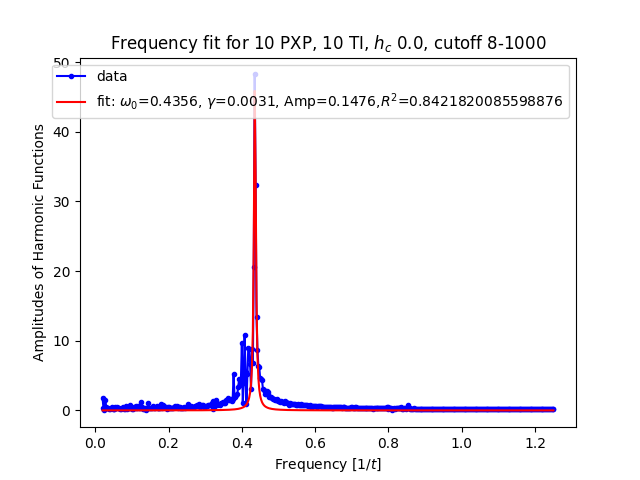 Frequency fit for 10 PXP, 10 TI, $h_c$ 0.0, cutoff 8-1000
data
fit: $\omega_0$=0.4356, $\gamma$=0.0031, Amp=0.1476,$R^2$=0.8421820085598876
Amplitudes of Harmonic Functions
50
40
30
20
10
0
0.0 0.2 0.4 0.6 0.8 1.0 1.2
Frequency [1/$t$]